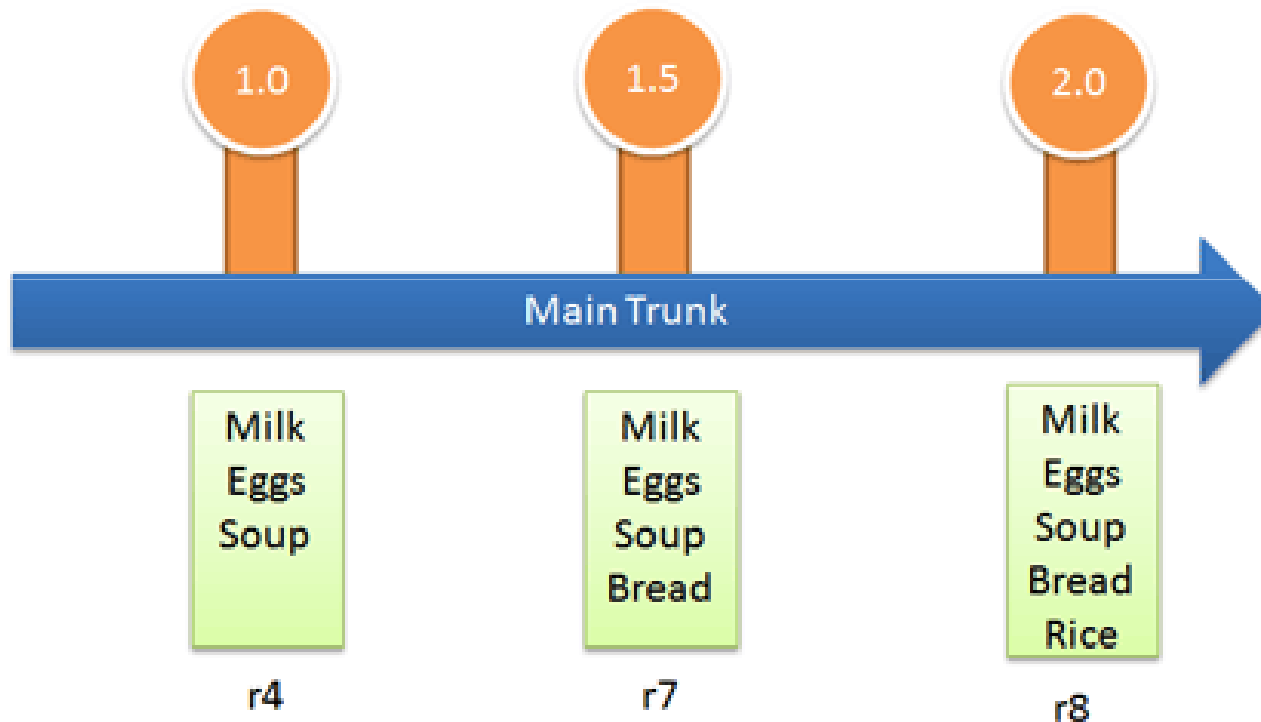 1.0
1.5
2.0
Main Trunk
Milk
Eggs
Soup
r4
Milk
Eggs
Soup
Bread
r7
Milk
Eggs
Soup
Bread
Rice
r8